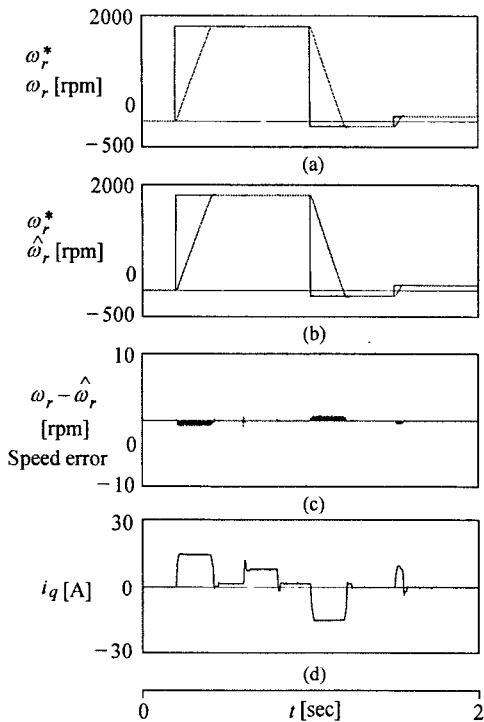 2000
ω_r^*
ω_r [rpm]
0
−500
(a)
2000
ω_r^*
ω̂_r [rpm]
0
−500
(b)
10
ω_r − ω̂_r
[rpm]
0
Speed error
−10
(c)
30
i_q [A]
0
−30
(d)
0
t [sec]
2